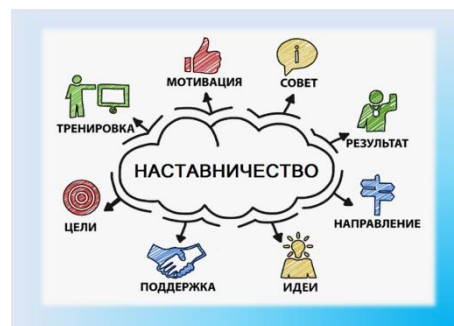 МОТИВАЦИЯ
СОВЕТ
ТРЕНИРОВКА
РЕЗУЛЬТАТ
НАСТАВНИЧЕСТВО
ЦЕЛИ
НАПРАВЛЕНИЕ
ПОДДЕРЖКА
ИДЕИ